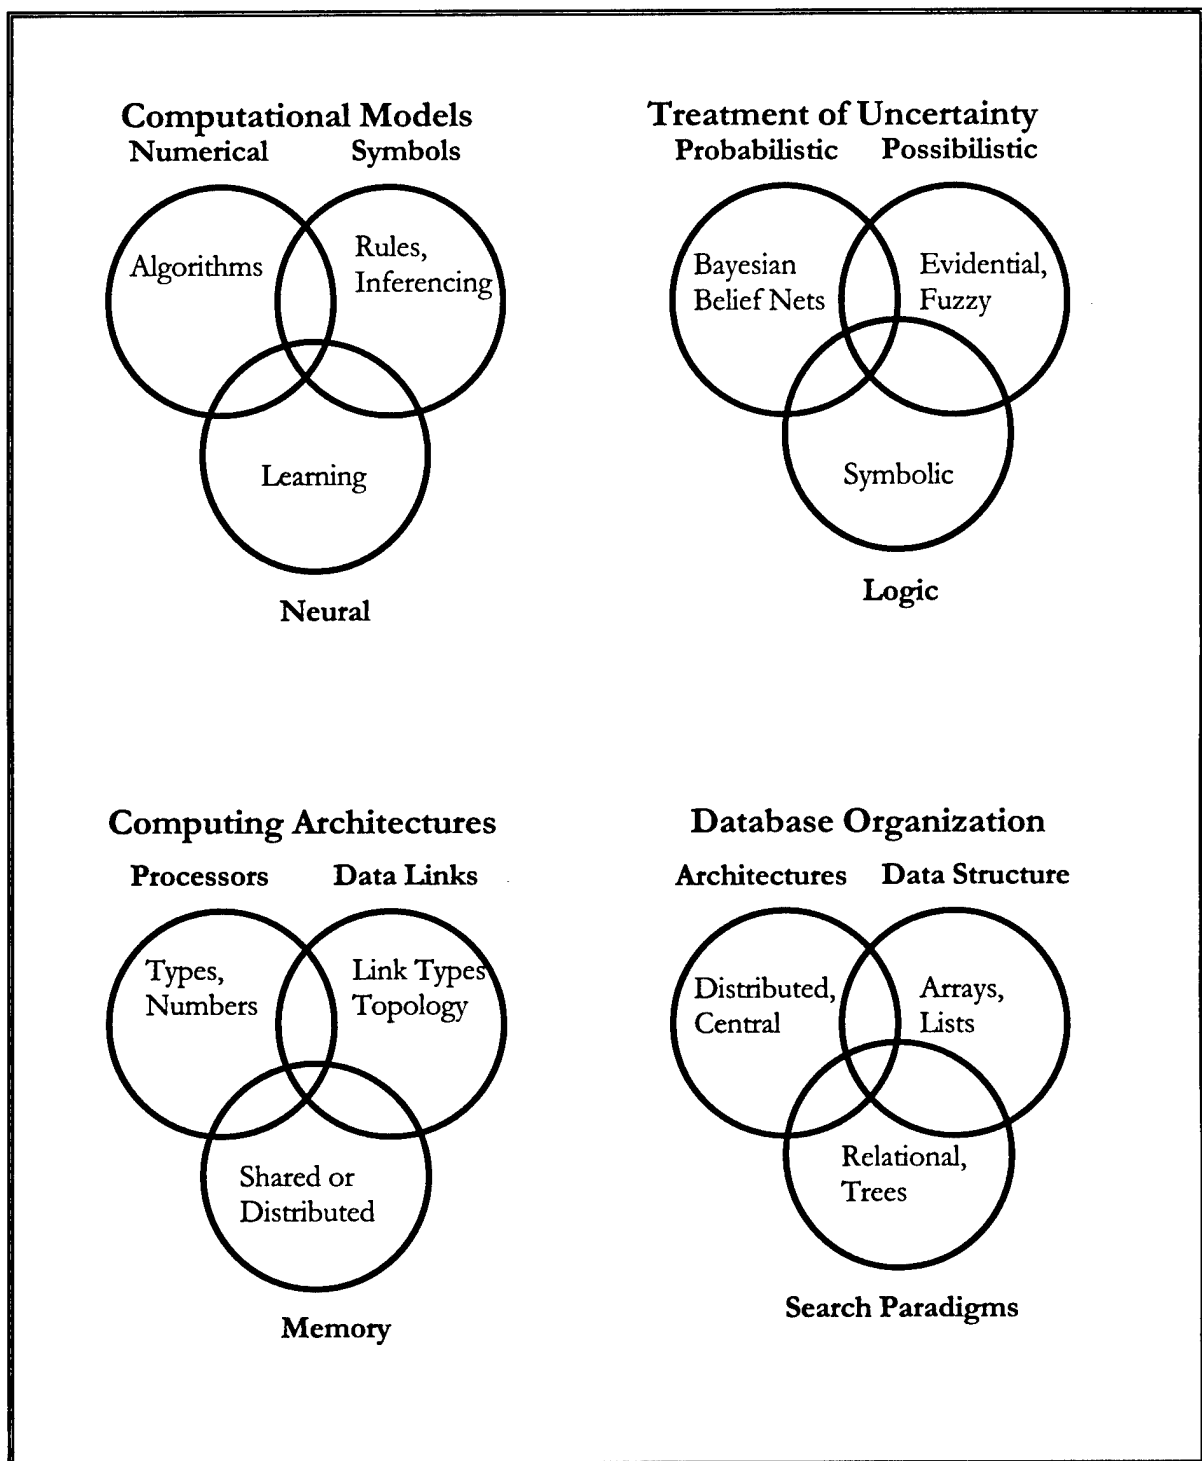 Computational Models
Numerical Symbols
Algorithms
Rules,
Inferencing
Learning
Neural
Treatment of Uncertainty
Probabilistic Possibilistic
Bayesian
Belief Nets
Evidential,
Fuzzy
Symbolic
Logic
Computing Architectures
Processors Data Links
Types,
Numbers
Link Types
Topology
Shared or
Distributed
Memory
Database Organization
Architectures Data Structure
Distributed,
Central
Arrays,
Lists
Relational,
Trees
Search Paradigms